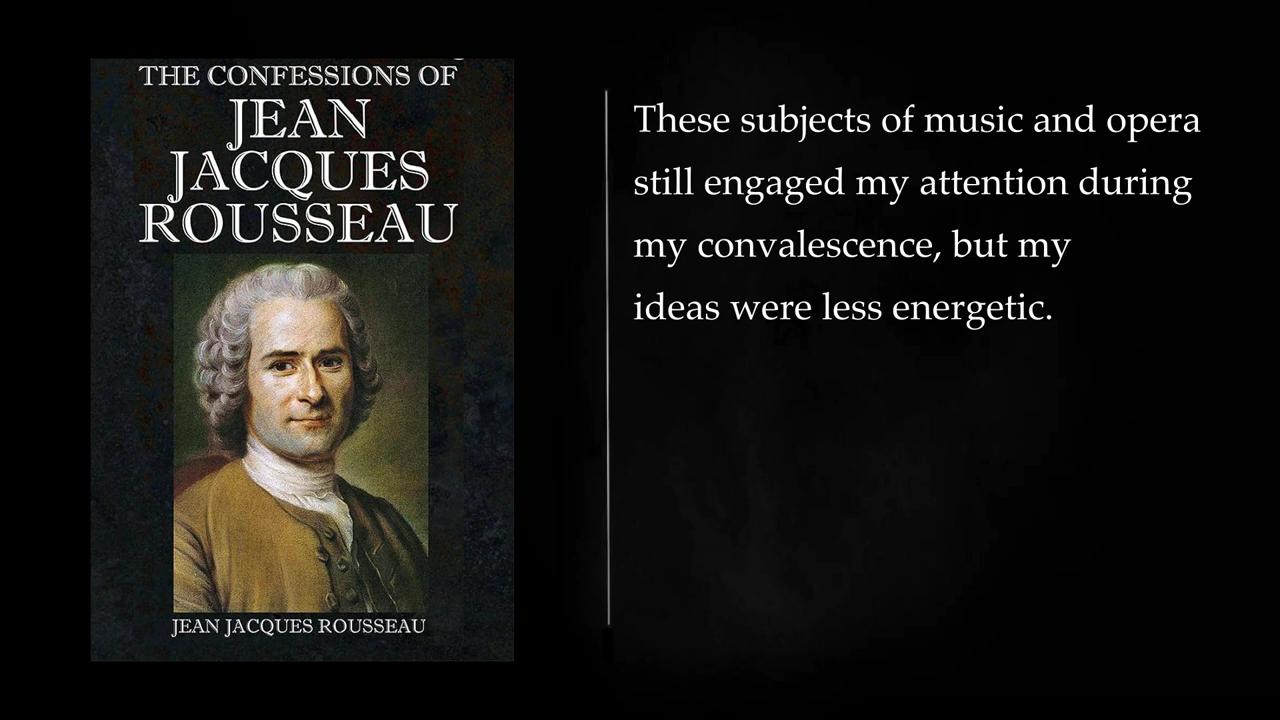 THE CONFESSIONS OF
JEAN
JACQUES
ROUSSEAU
JEAN JACQUES ROUSSEAU
These subjects of music and opera
still engaged my attention during
my convalescence, but my
ideas were less energetic.